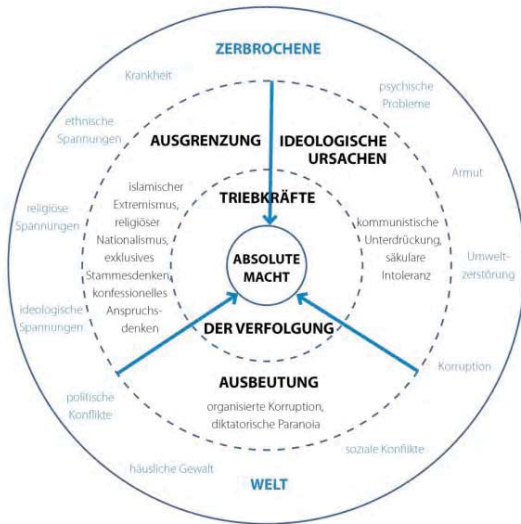 ZERBROCHENE
Krankheit
psychische
Probleme
ethnische
Spannungen
AUSGRENZUNG
IDEOLOGISCHE
URSACHEN
Armut
TRIEBKRÄFTE
islamischer
Extremismus,
religiöser
Nationalismus,
exklusives
Stammesdenken,
konfessionelles
Anspruchs-
denken
religiöse
Spannungen
kommunistische
Unterdrückung,
säkulare
Intoleranz
ABSOLUTE
MACHT
Umwelt-
zerstörung
ideologische
Spannungen
DER VERFOLGUNG
politische
Konflikte
AUSBEUTUNG
organisierte Korruption,
diktatorische Paranoia
Korruption
soziale Konflikte
häusliche Gewalt
WELT